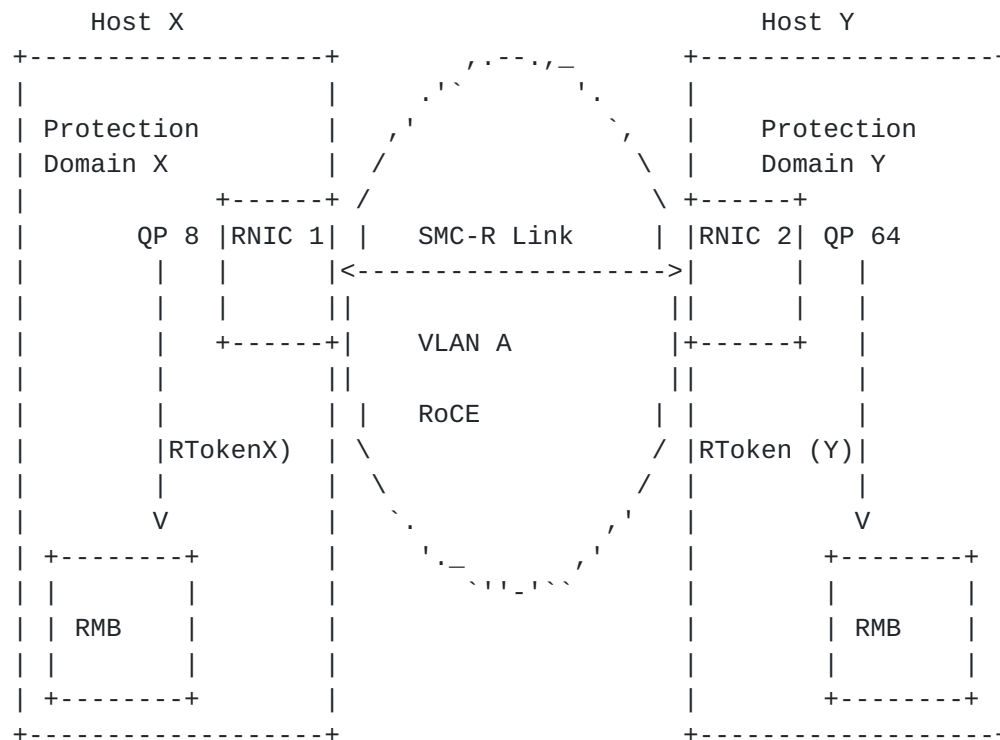 Host X Host Y
Protection Protection
Domain X Domain Y
QP 8 RNIC 1 SMC-R Link RNIC 2 QP 64
VLAN A
RoCE
RTokenX) RToken (Y)
V V
RMB RMB